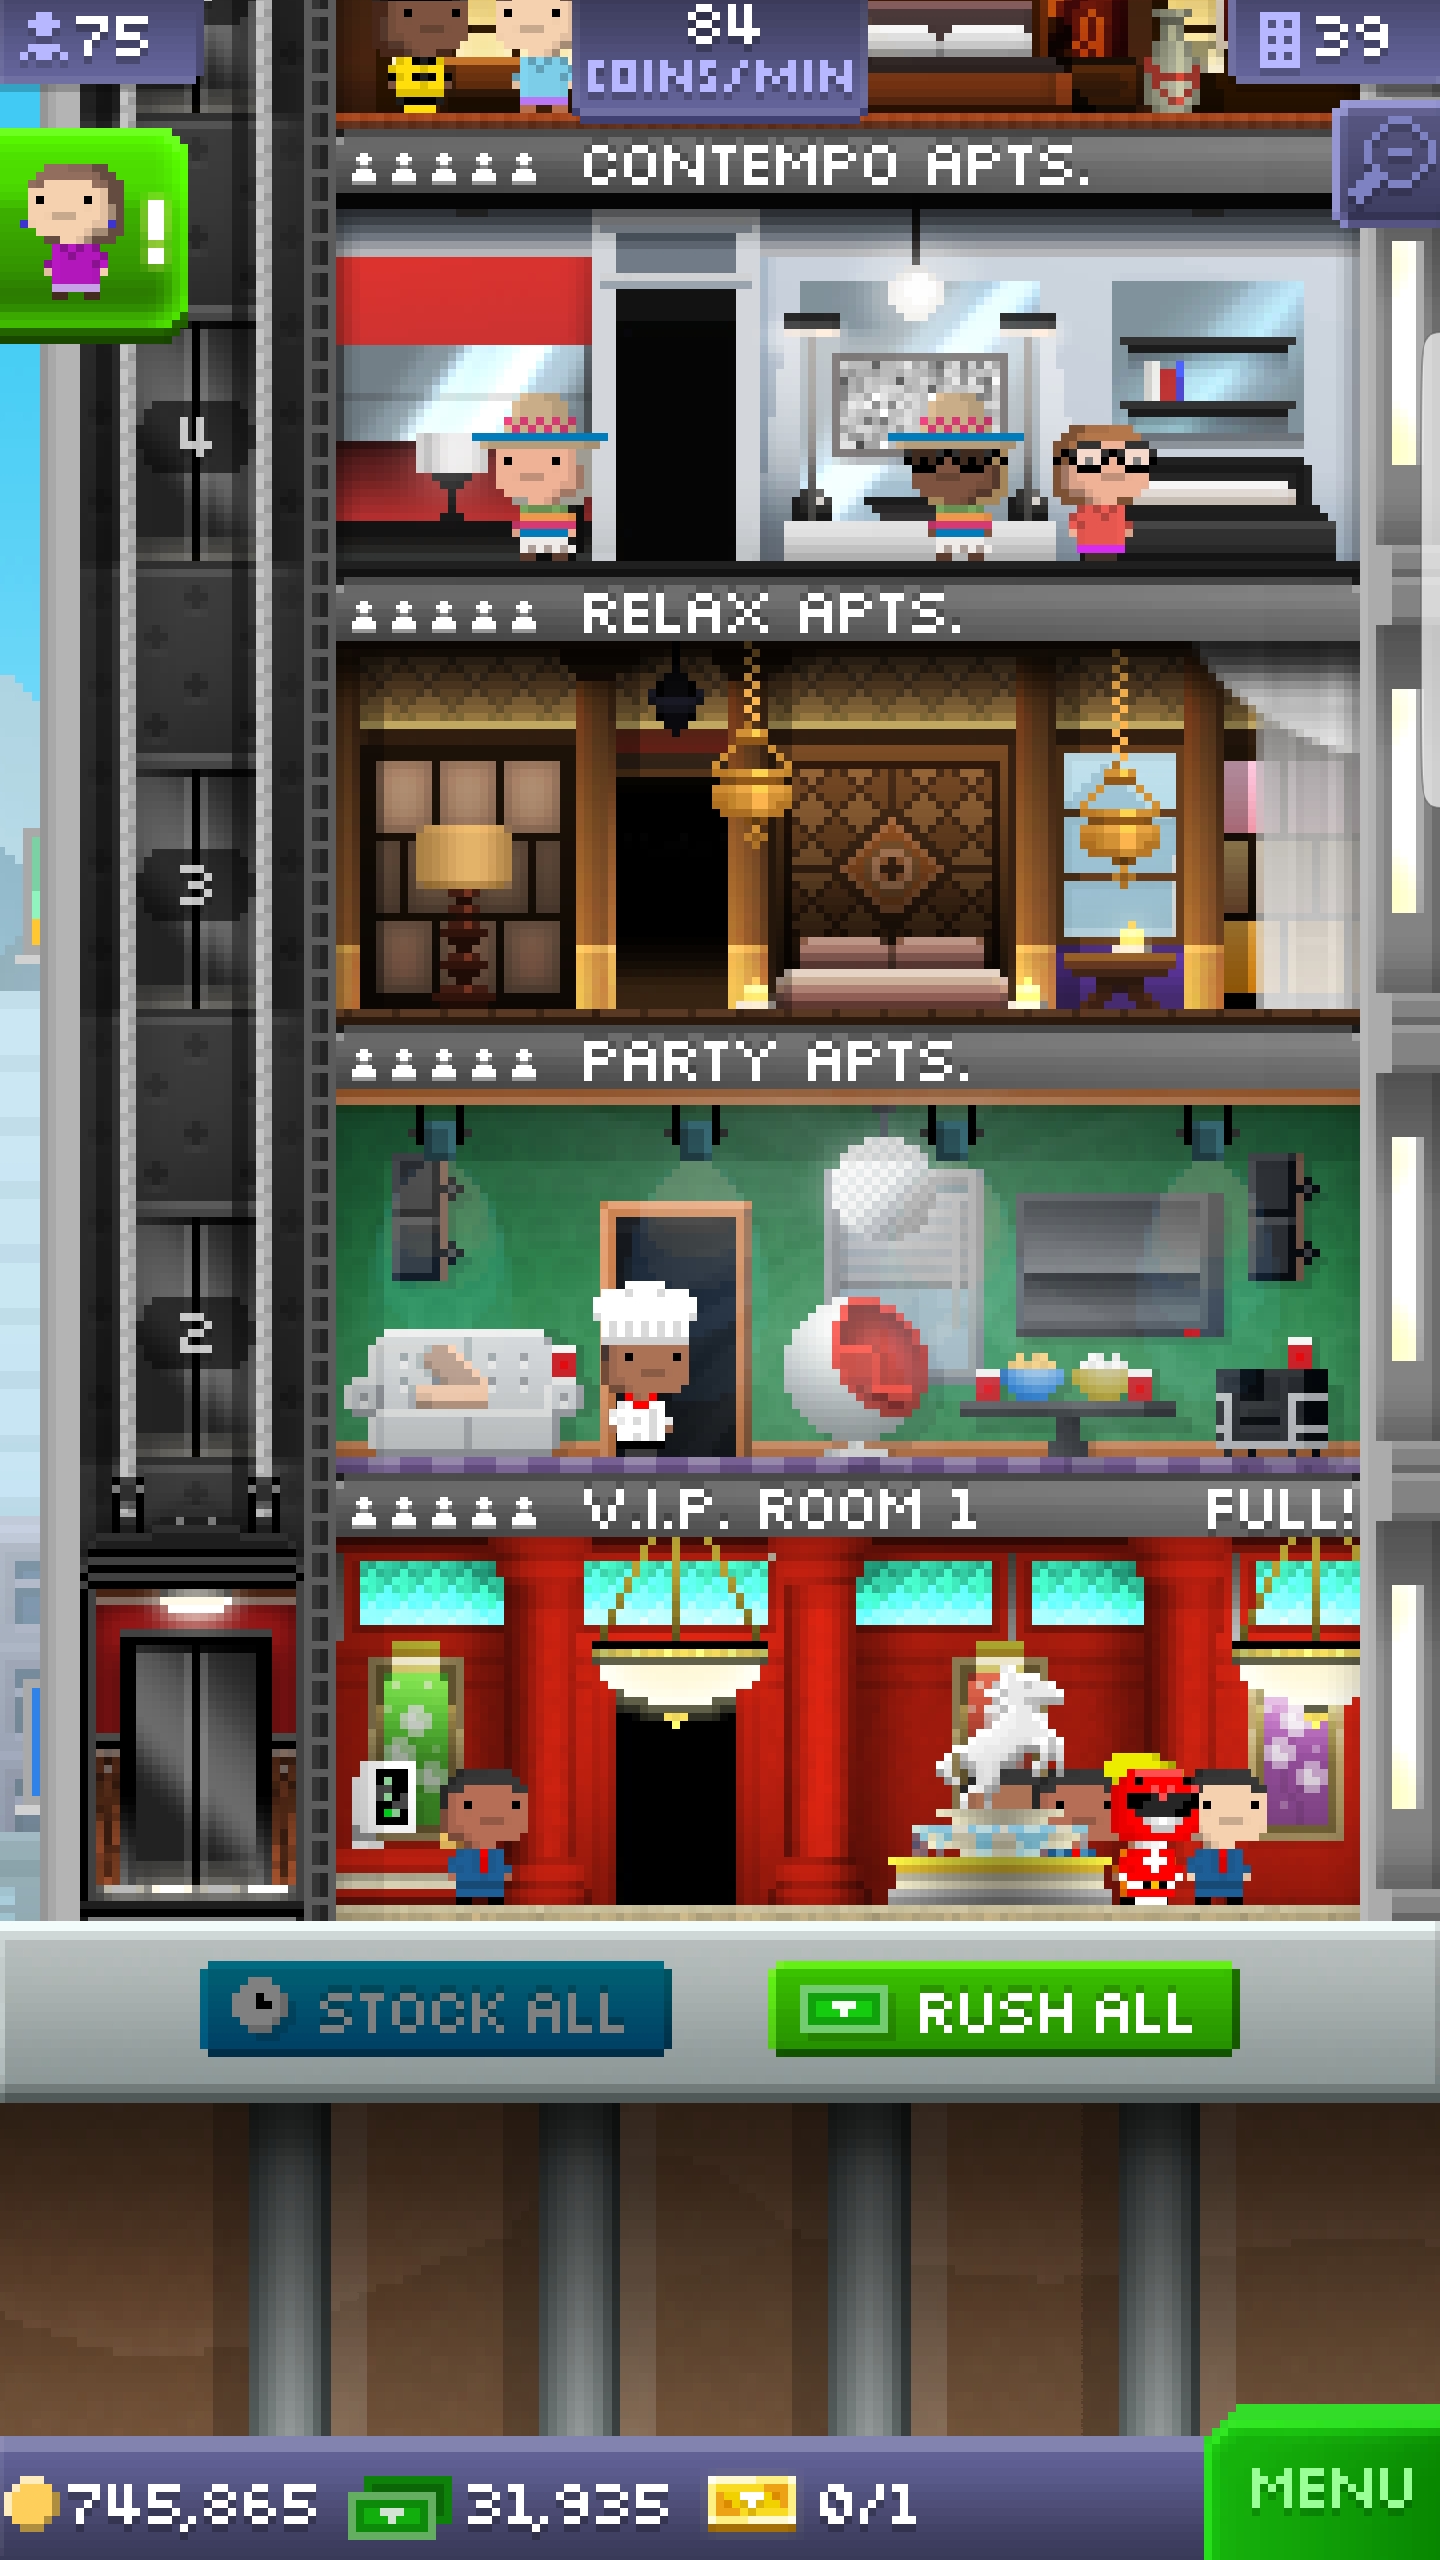 75
84
COINS/MIN
39
!
CONTEMPO APTS.
4
RELAX APTS.
3
PARTY APTS.
2
V.I.P. ROOM 1
FULL!
2
STOCK ALL
RUSH ALL
745,865
31,935
0/1
MENU